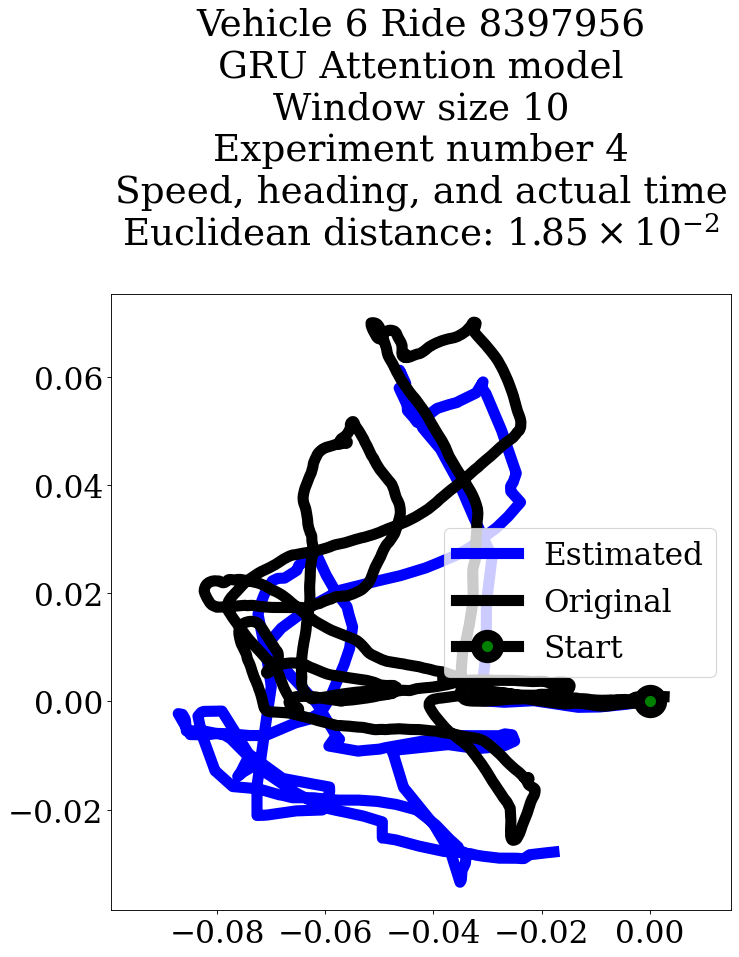 Vehicle 6 Ride 8397956
GRU Attention model
Window size 10
Experiment number 4
Speed, heading, and actual time
Euclidean distance: 1.85 × 10⁻²
0.06
0.04
0.02
0.00
−0.02
Estimated
Original
Start
−0.08 −0.06 −0.04 −0.02 0.00